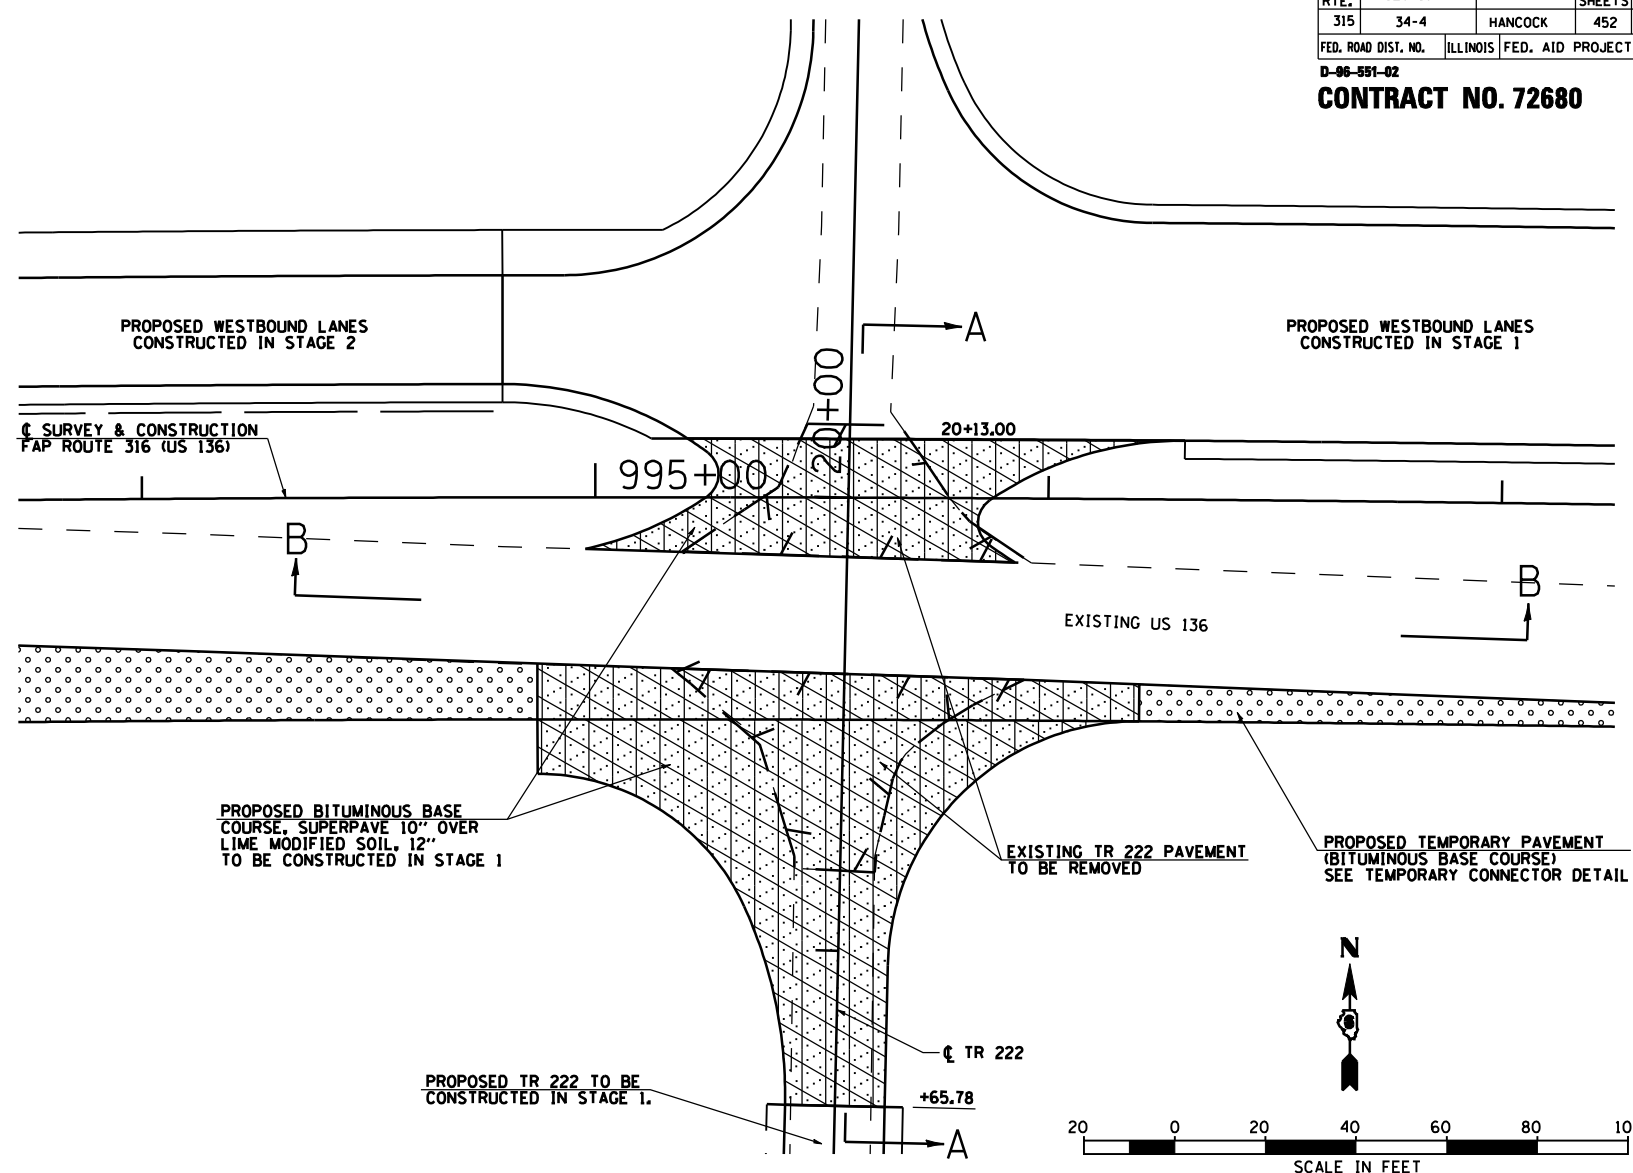 RTE.
SHEETS
315 34-4 HANCOCK 452
FED. ROAD DIST. NO. ILLINOIS FED. AID PROJECT
D-96-551-02
CONTRACT NO. 72680
PROPOSED WESTBOUND LANES
CONSTRUCTED IN STAGE 2
A
PROPOSED WESTBOUND LANES
CONSTRUCTED IN STAGE 1
20+00
℄ SURVEY & CONSTRUCTION
FAP ROUTE 316 (US 136)
20+13.00
995+00
B
B
EXISTING US 136
PROPOSED BITUMINOUS BASE
COURSE, SUPERPAVE 10" OVER
LIME MODIFIED SOIL, 12"
TO BE CONSTRUCTED IN STAGE 1
EXISTING TR 222 PAVEMENT
TO BE REMOVED
PROPOSED TEMPORARY PAVEMENT
(BITUMINOUS BASE COURSE)
SEE TEMPORARY CONNECTOR DETAIL
N
℄ TR 222
PROPOSED TR 222 TO BE
CONSTRUCTED IN STAGE 1.
+65.78
A
20 0 20 40 60 80 10
SCALE IN FEET